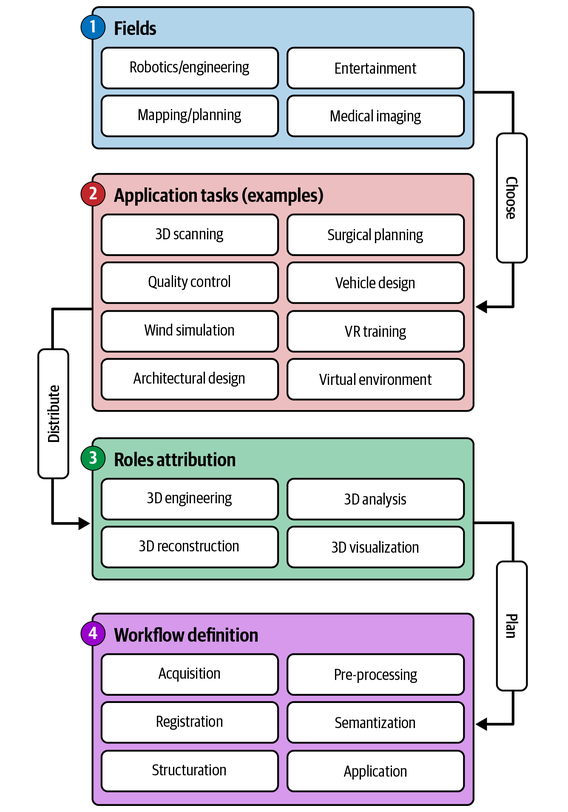 1 Fields
Robotics/engineering
Entertainment
Mapping/planning
Medical imaging
Choose
2 Application tasks (examples)
3D scanning
Surgical planning
Quality control
Vehicle design
Wind simulation
VR training
Architectural design
Virtual environment
Distribute
3 Roles attribution
3D engineering
3D analysis
3D reconstruction
3D visualization
Plan
4 Workflow definition
Acquisition
Pre-processing
Registration
Semantization
Structuration
Application